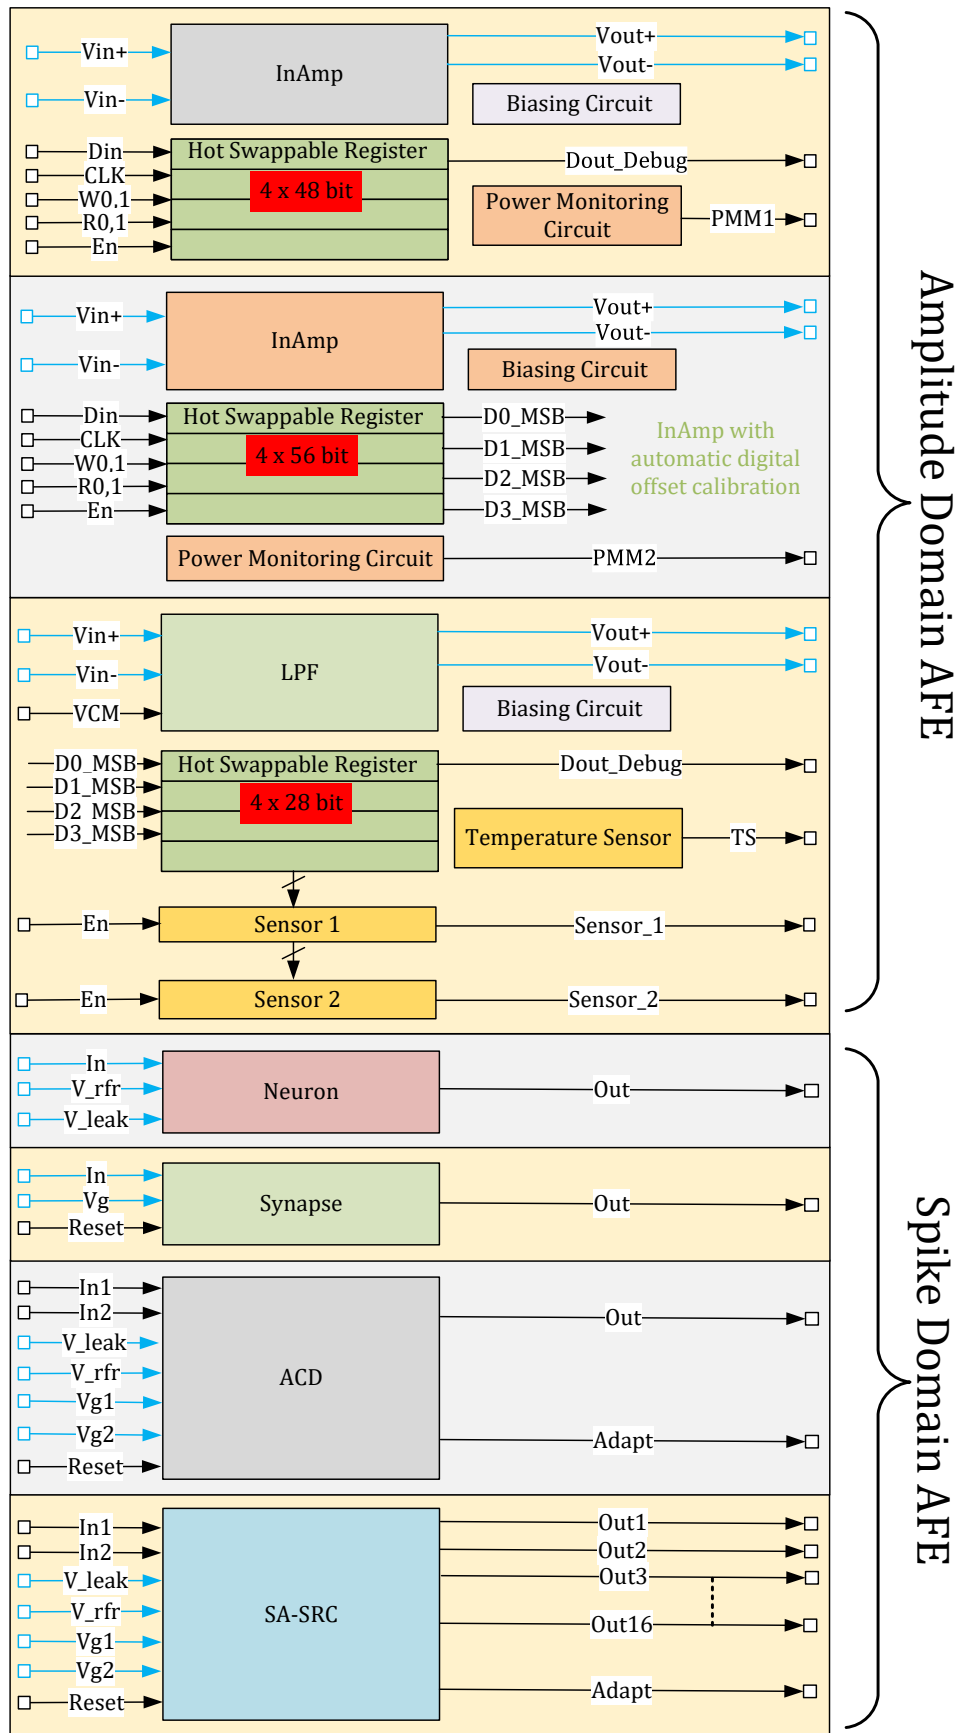 Vin+
InAmp
Vout+
Vout-
Vin-
Biasing Circuit
Din
Hot Swappable Register
Dout_Debug
CLK
4 x 48 bit
W0,1
R0,1
En
Power Monitoring
Circuit
PMM1
Vin+
InAmp
Vout+
Vout-
Vin-
Biasing Circuit
Din
Hot Swappable Register
D0_MSB
CLK
4 x 56 bit
W0,1
R0,1
En
D1_MSB
D2_MSB
D3_MSB
InAmp with
automatic digital
offset calibration
Power Monitoring Circuit
PMM2
Vin+
LPF
Vout+
Vin-
Vout-
VCM
Biasing Circuit
D0_MSB
Hot Swappable Register
Dout_Debug
D1_MSB
4 x 28 bit
D2_MSB
D3_MSB
Temperature Sensor
TS
En
Sensor 1
Sensor_1
En
Sensor 2
Sensor_2
Amplitude Domain AFE
In
V_rfr
V_leak
Neuron
Out
In
Vg
Reset
Synapse
Out
In1
In2
V_leak
V_rfr
Vg1
Vg2
Reset
ACD
Out
Adapt
In1
In2
V_leak
V_rfr
Vg1
Vg2
Reset
SA-SRC
Out1
Out2
Out3
Out16
Adapt
Spike Domain AFE